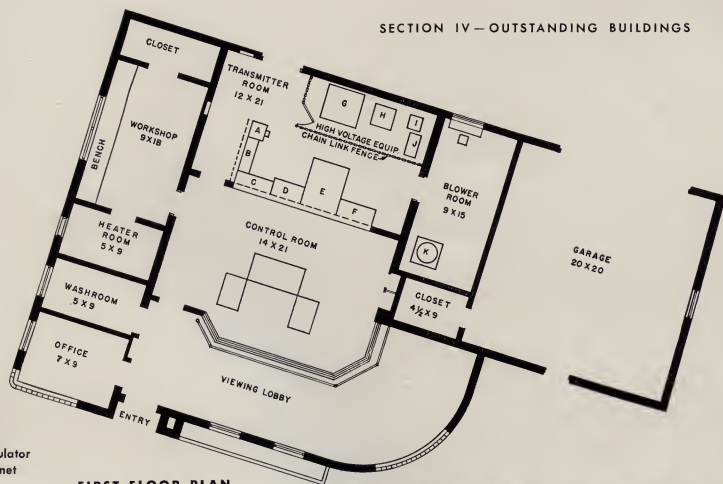 SECTION IV—OUTSTANDING BUILDINGS
CLOSET
TRANSMITTER
ROOM
12 X 21
G
H
I
J
HIGH VOLTAGE EQUIP.
CHAIN LINK FENCE
WORKSHOP
9 X 18
BENCH
A
B
C
D
E
F
BLOWER
ROOM
9 X 15
K
GARAGE
20 X 20
HEATER
ROOM
5 X 9
CONTROL ROOM
14 X 21
CLOSET
4½ X 9
WASHROOM
5 X 9
OFFICE
7 X 9
VIEWING LOBBY
ENTRY
ulator
net
FIRST FLOOR PLAN